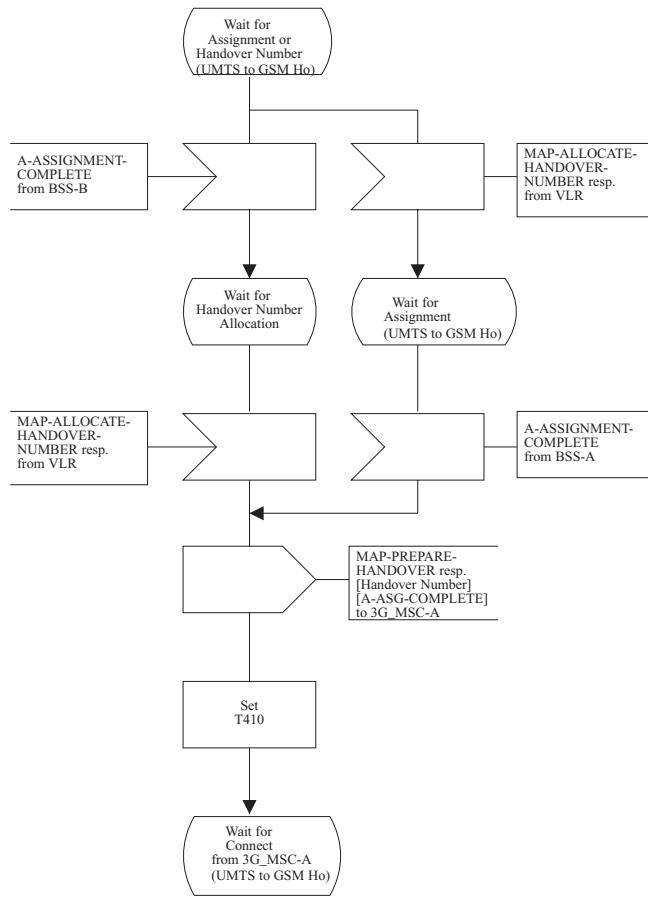 Wait for
Assignment or
Handover Number
(UMTS to GSM Ho)
A-ASSIGNMENT-
COMPLETE
from BSS-B
MAP-ALLOCATE-
HANDOVER-
NUMBER resp.
from VLR
Wait for
Handover Number
Allocation
Wait for
Assignment
(UMTS to GSM Ho)
MAP-ALLOCATE-
HANDOVER-
NUMBER resp.
from VLR
A-ASSIGNMENT-
COMPLETE
from BSS-A
MAP-PREPARE-
HANDOVER resp.
[Handover Number]
[A-ASG-COMPLETE]
to 3G_MSC-A
Set
T410
Wait for
Connect
from 3G_MSC-A
(UMTS to GSM Ho)